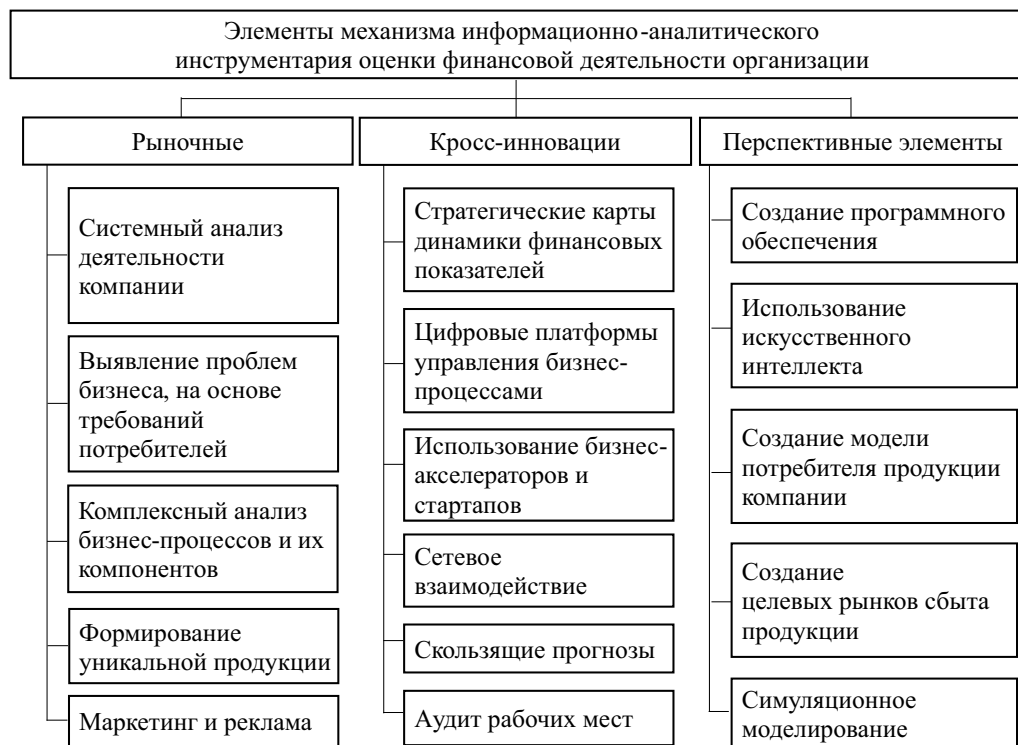 Элементы механизма информационно-аналитического
инструментария оценки финансовой деятельности организации
Рыночные
Системный анализ
деятельности
компании
Выявление проблем
бизнеса, на основе
требований
потребителей
Комплексный анализ
бизнес-процессов и их
компонентов
Формирование
уникальной продукции
Маркетинг и реклама
Кросс-инновации
Стратегические карты
динамики финансовых
показателей
Цифровые платформы
управления бизнес-
процессами
Использование бизнес-
акселераторов и
стартапов
Сетевое
взаимодействие
Скользящие прогнозы
Аудит рабочих мест
Перспективные элементы
Создание программного
обеспечения
Использование
искусственного
интеллекта
Создание модели
потребителя продукции
компании
Создание
целевых рынков сбыта
продукции
Симуляционное
моделирование